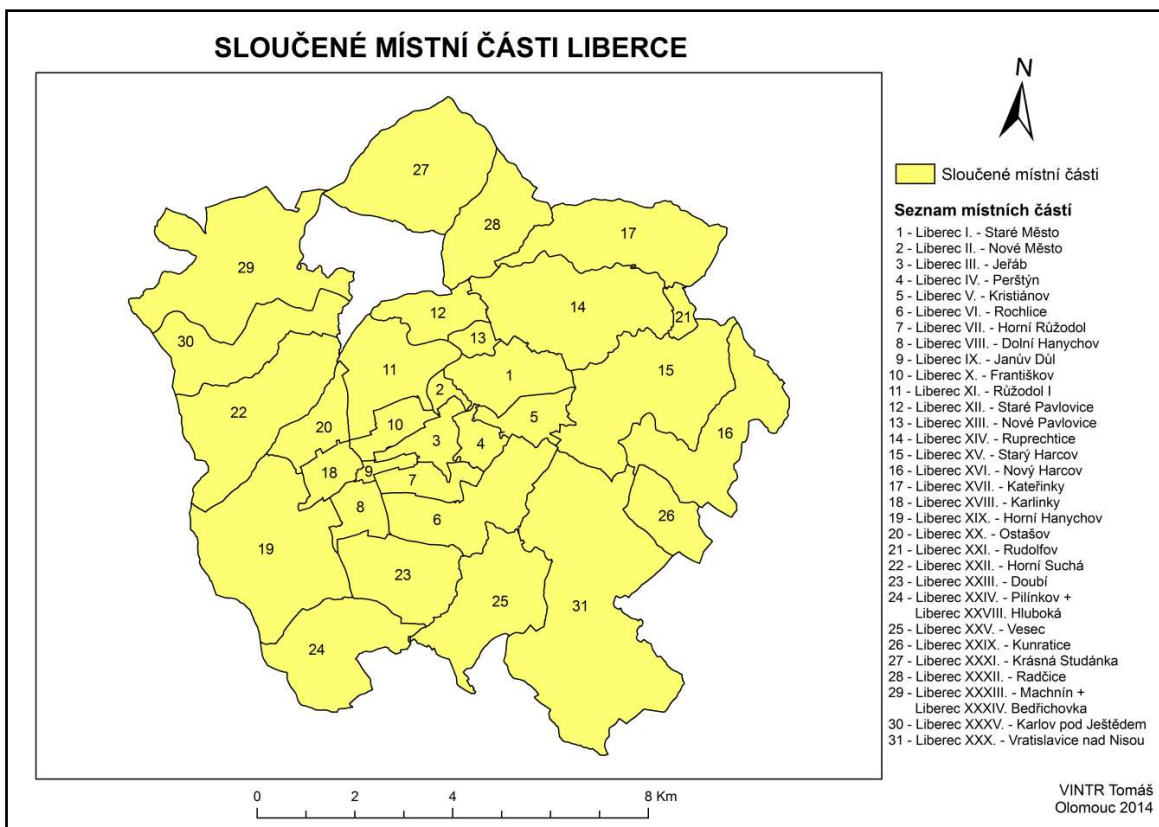 SLOUČENÉ MÍSTNÍ ČÁSTI LIBERCE
N
Sloučené místní části
Seznam místních částí
1 - Liberec I. - Staré Město
2 - Liberec II. - Nové Město
3 - Liberec III. - Jeřáb
4 - Liberec IV. - Perštýn
5 - Liberec V. - Kristiánov
6 - Liberec VI. - Rochlice
7 - Liberec VII. - Horní Růžodol
8 - Liberec VIII. - Dolní Hanychov
9 - Liberec IX. - Janův Důl
10 - Liberec X. - Františkov
11 - Liberec XI. - Růžodol I
12 - Liberec XII. - Staré Pavlovice
13 - Liberec XIII. - Nové Pavlovice
14 - Liberec XIV. - Ruprechtice
15 - Liberec XV. - Starý Harcov
16 - Liberec XVI. - Nový Harcov
17 - Liberec XVII. - Kateřinky
18 - Liberec XVIII. - Karlinky
19 - Liberec XIX. - Horní Hanychov
20 - Liberec XX. - Ostašov
21 - Liberec XXI. - Rudolfov
22 - Liberec XXII. - Horní Suchá
23 - Liberec XXIII. - Doubí
24 - Liberec XXIV. - Pilínkov +
Liberec XXVIII. Hluboká
25 - Liberec XXV. - Vesec
26 - Liberec XXIX. - Kunratice
27 - Liberec XXXI. - Krásná Studánka
28 - Liberec XXXII. - Radčice
29 - Liberec XXXIII. - Machnín +
Liberec XXXIV. Bedřichovka
30 - Liberec XXXV. - Karlov pod Ještědem
31 - Liberec XXX. - Vratislavice nad Nisou
27
28
17
29
14
12
21
30
13
11
1
15
2
22
5
10
20
16
3
4
18
9
7
8
26
6
19
23
25
31
24
0 2 4 8 Km
VINTR Tomáš
Olomouc 2014